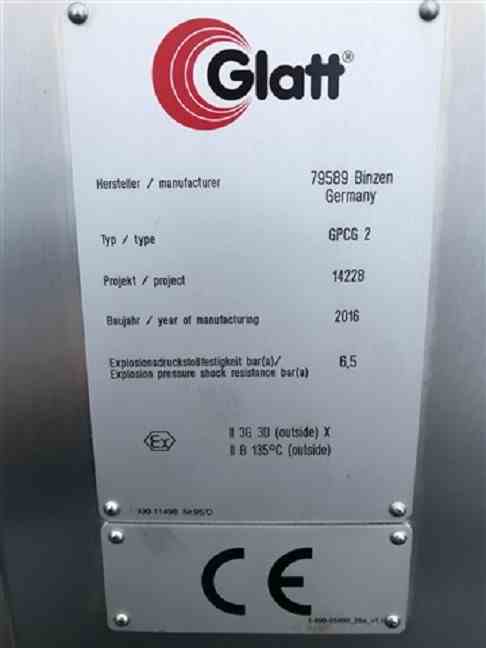 Glatt®
Hersteller / manufacturer 79589 Binzen
Germany
Typ / type GPCG 2
Projekt / project 14228
Baujahr / year of manufacturing 2016
Explosionsdruckstoßfestigkeit bar(a)/ 6,5
Explosion pressure shock resistance bar(a)
Ex II 3G 3D (outside) X
II B 135°C (outside)
CE